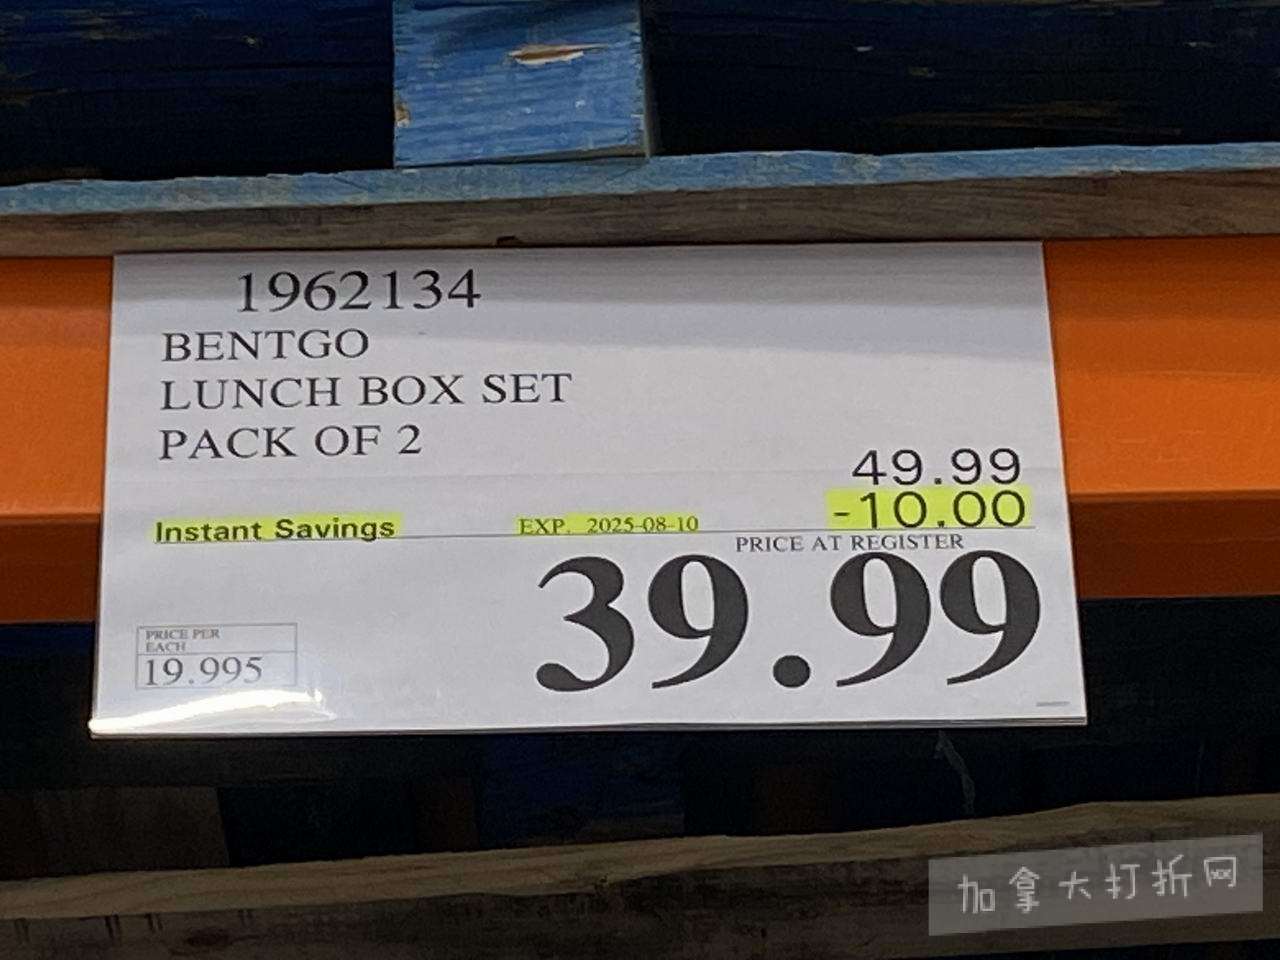 1962134
BENTGO
LUNCH BOX SET
PACK OF 2
49.99
Instant Savings EXP. 2025-08-10 -10.00
PRICE AT REGISTER
39.99
PRICE PER
EACH
19.995
加拿大打折网